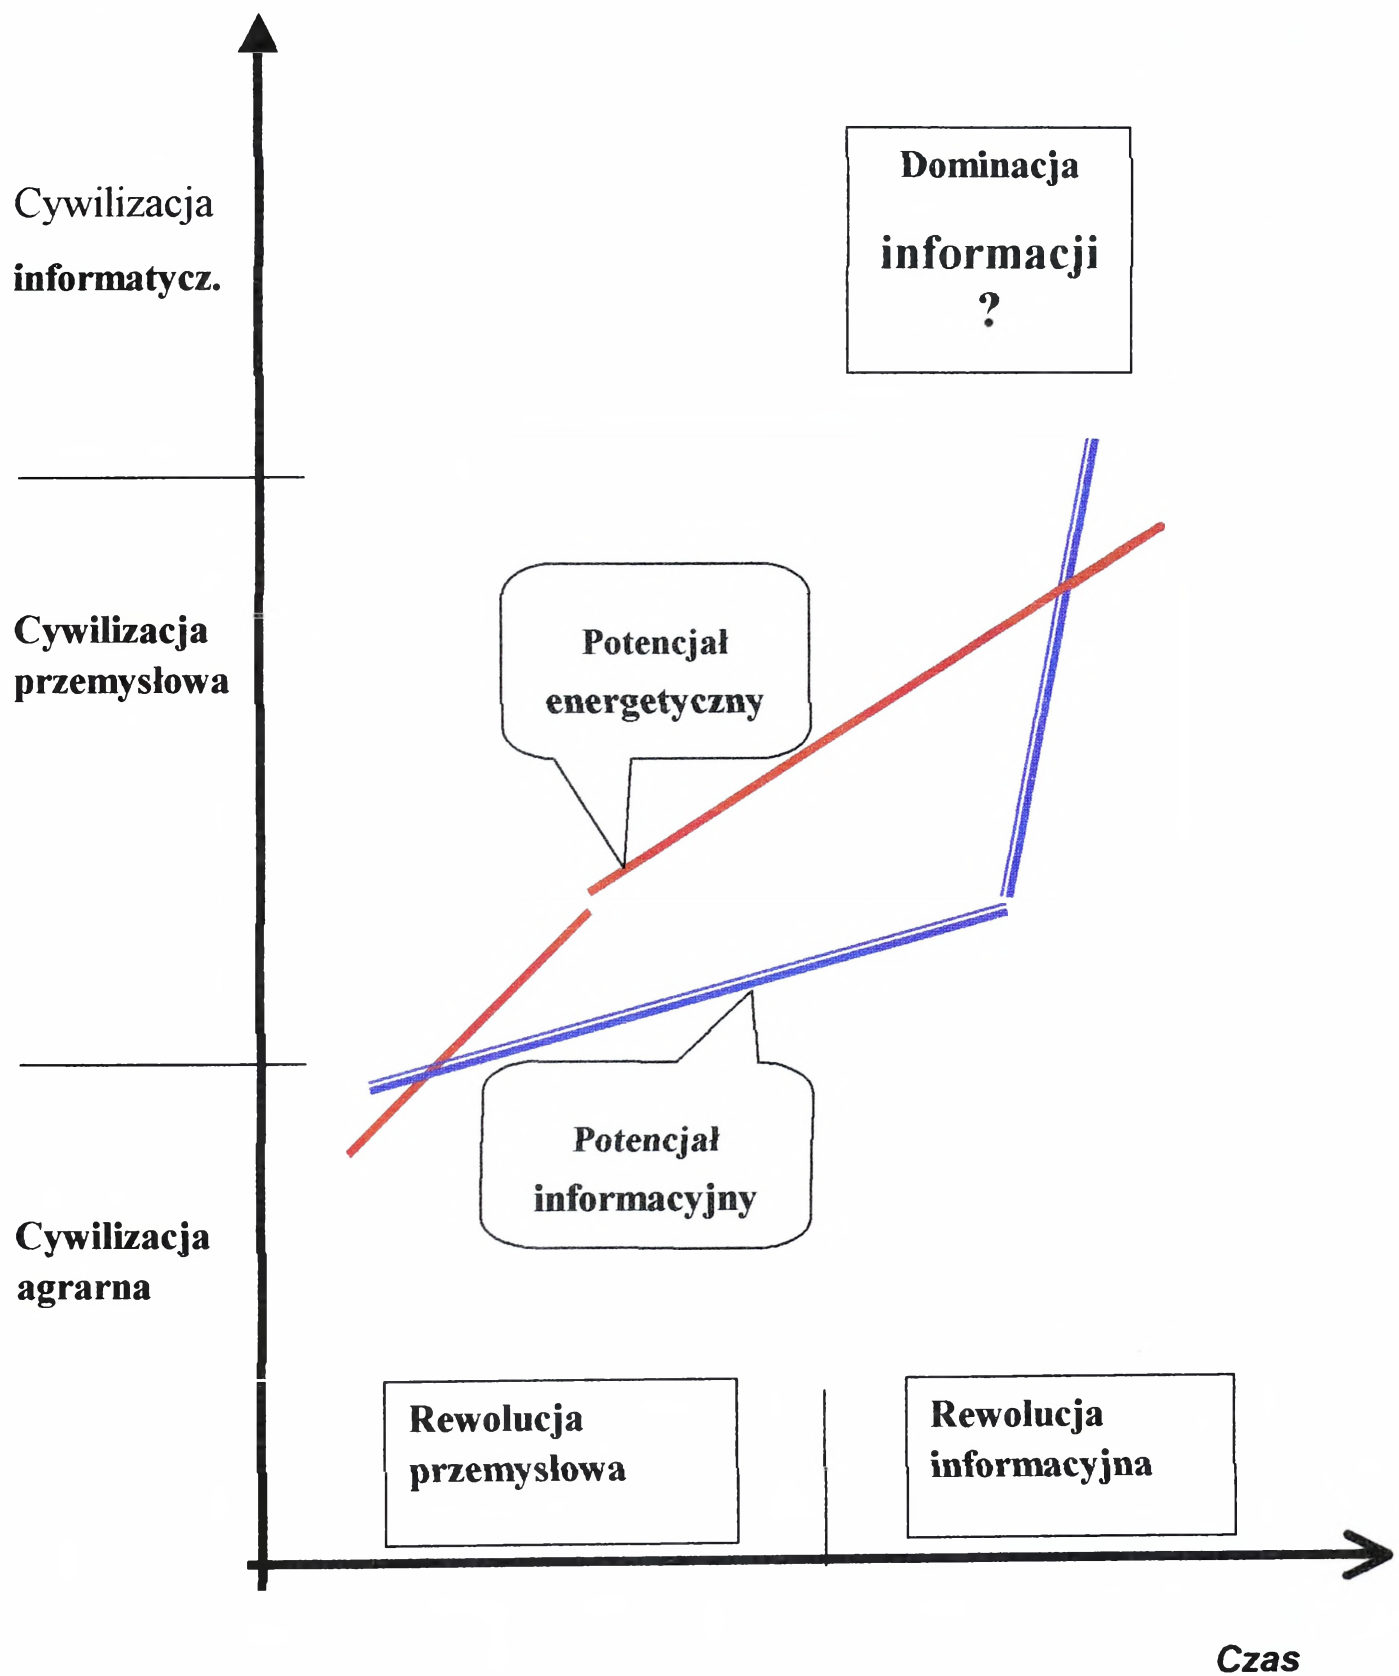 Dominacja
informacji
?
Cywilizacja
informatycz.
Potencjał
energetyczny
Cywilizacja
przemysłowa
Potencjał
informacyjny
Cywilizacja
agrarna
Rewolucja
przemysłowa
Rewolucja
informacyjna
Czas